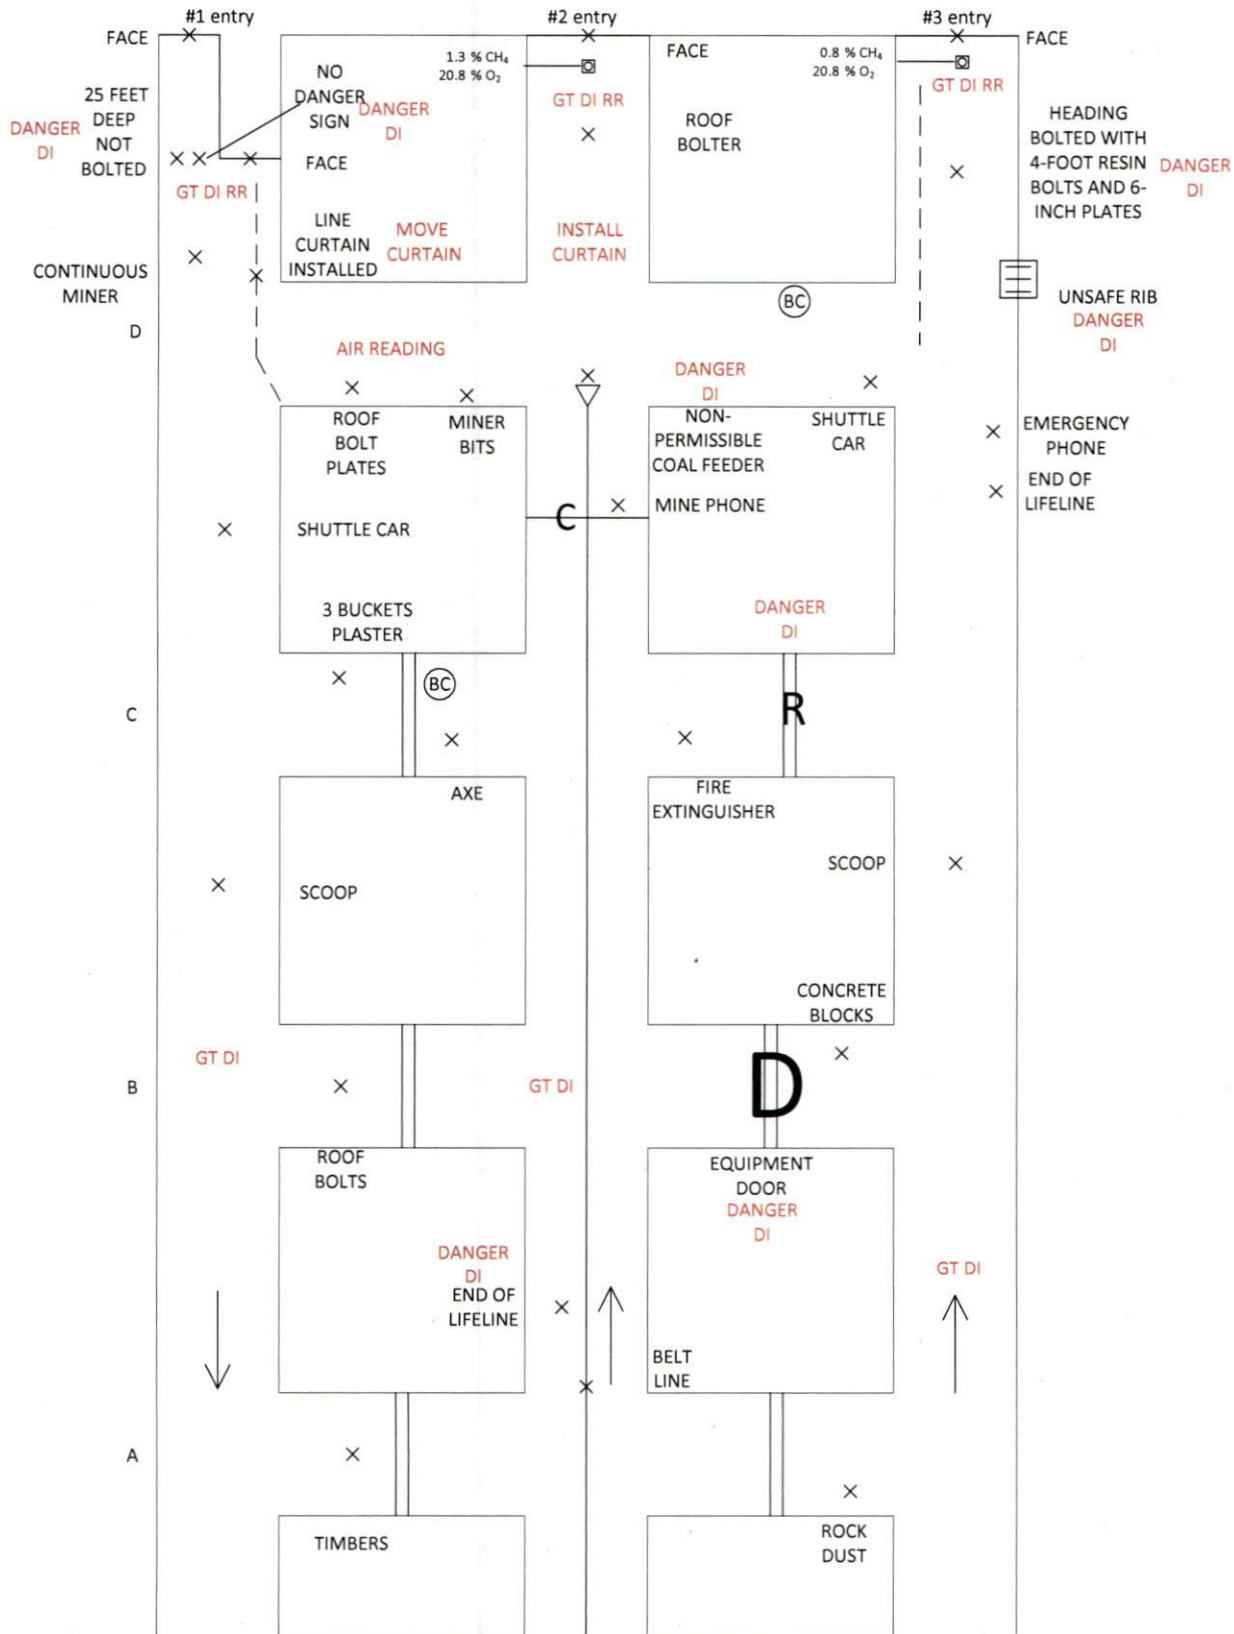 #1 entry
#2 entry
#3 entry
FACE
FACE
FACE
1.3 % CH₄
20.8 % O₂
0.8 % CH₄
20.8 % O₂
NO
DANGER
SIGN
DANGER
DI
25 FEET
DEEP
NOT
BOLTED
DANGER
DI
GT DI RR
GT DI RR
GT DI RR
ROOF
BOLTER
HEADING
BOLTED WITH
4-FOOT RESIN
BOLTS AND 6-
INCH PLATES
DANGER
DI
FACE
LINE
CURTAIN
INSTALLED
MOVE
CURTAIN
INSTALL
CURTAIN
CONTINUOUS
MINER
BC
UNSAFE RIB
DANGER
DI
D
AIR READING
DANGER
DI
ROOF
BOLT
PLATES
MINER
BITS
NON-
PERMISSIBLE
COAL FEEDER
SHUTTLE
CAR
EMERGENCY
PHONE
END OF
LIFELINE
MINE PHONE
C
SHUTTLE CAR
3 BUCKETS
PLASTER
DANGER
DI
BC
R
C
AXE
FIRE
EXTINGUISHER
SCOOP
SCOOP
CONCRETE
BLOCKS
GT DI
B
GT DI
D
ROOF
BOLTS
EQUIPMENT
DOOR
DANGER
DI
DANGER
DI
END OF
LIFELINE
GT DI
BELT
LINE
A
TIMBERS
ROCK
DUST